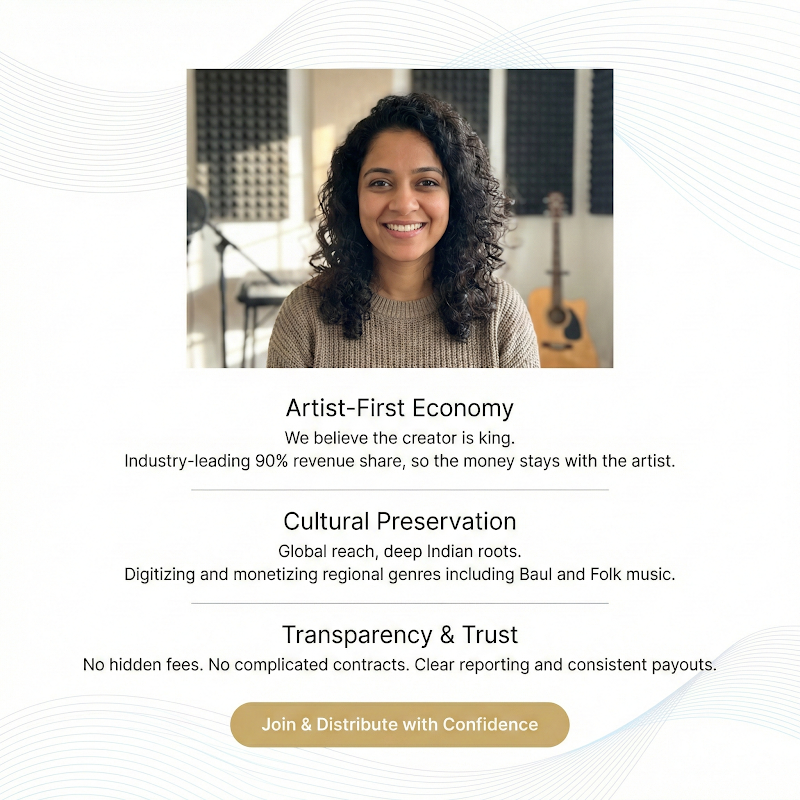 Artist-First Economy
We believe the creator is king.
Industry-leading 90% revenue share, so the money stays with the artist.
Cultural Preservation
Global reach, deep Indian roots.
Digitizing and monetizing regional genres including Baul and Folk music.
Transparency & Trust
No hidden fees. No complicated contracts. Clear reporting and consistent payouts.
Join & Distribute with Confidence